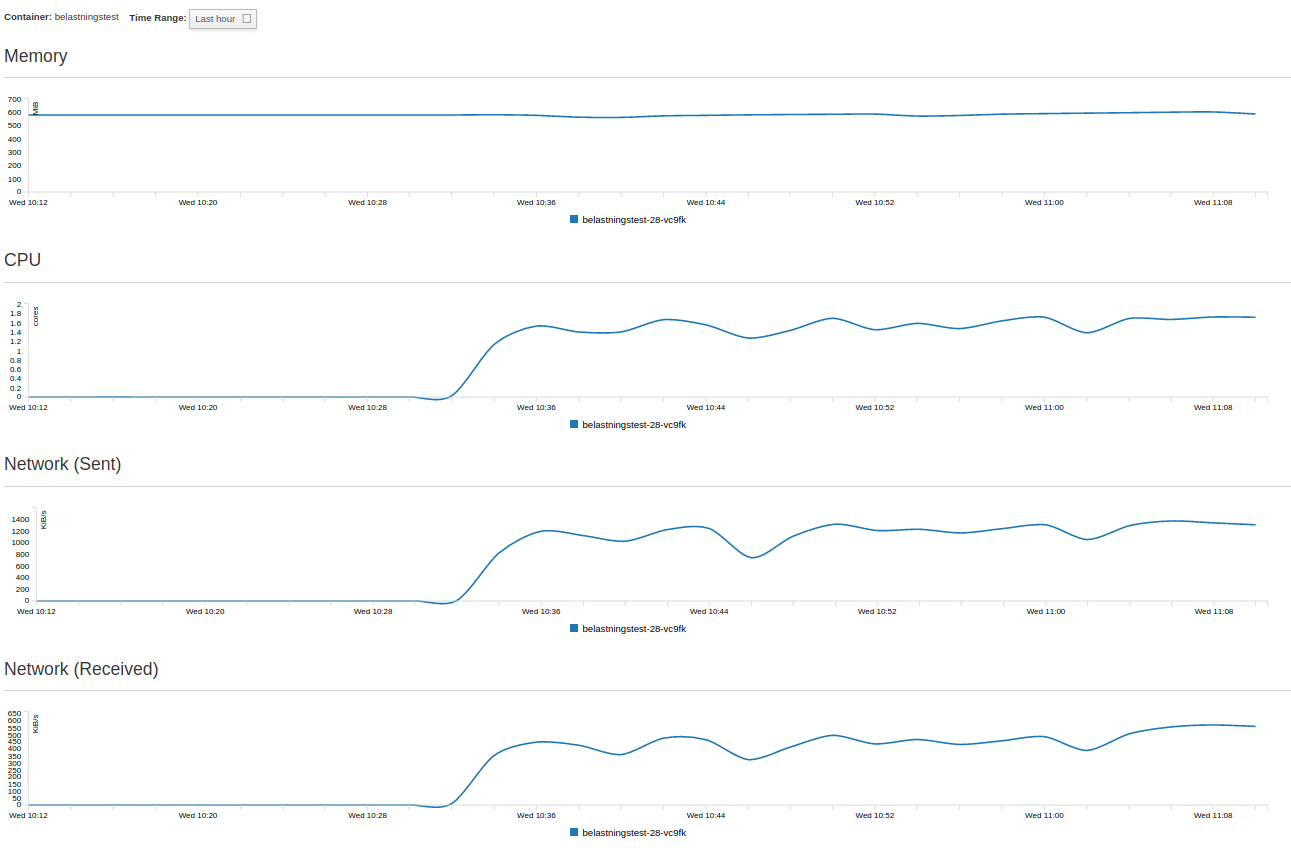 Container: belastningstest Time Range: Last hour
Memory
MiB
700
600
500
400
300
200
100
0
Wed 10:12 Wed 10:20 Wed 10:28 Wed 10:36 Wed 10:44 Wed 10:52 Wed 11:00 Wed 11:08
belastningstest-28-vc9fk
CPU
cores
2
1.8
1.6
1.4
1.2
1
0.8
0.6
0.4
0.2
0
Wed 10:12 Wed 10:20 Wed 10:28 Wed 10:36 Wed 10:44 Wed 10:52 Wed 11:00 Wed 11:08
belastningstest-28-vc9fk
Network (Sent)
KiB/s
1400
1200
1000
800
600
400
200
0
Wed 10:12 Wed 10:20 Wed 10:28 Wed 10:36 Wed 10:44 Wed 10:52 Wed 11:00 Wed 11:08
belastningstest-28-vc9fk
Network (Received)
KiB/s
650
600
550
500
450
400
350
300
250
200
150
100
50
0
Wed 10:12 Wed 10:20 Wed 10:28 Wed 10:36 Wed 10:44 Wed 10:52 Wed 11:00 Wed 11:08
belastningstest-28-vc9fk